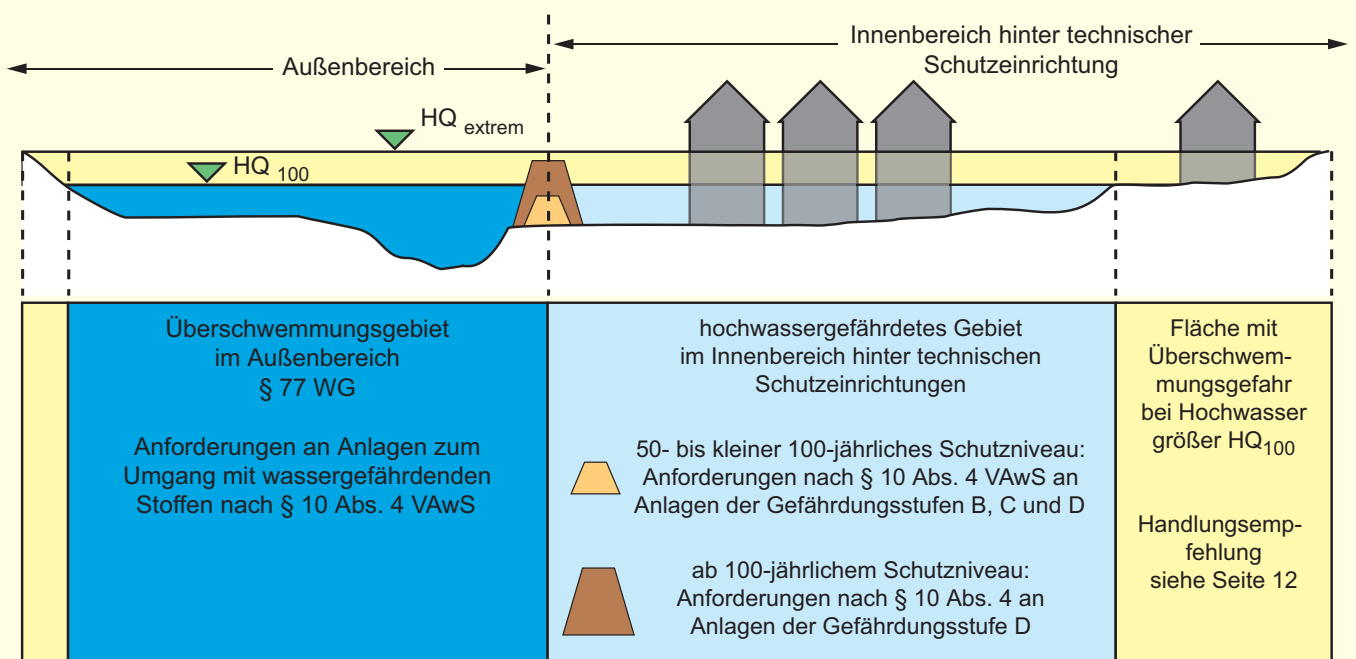 Außenbereich
Innenbereich hinter technischer
Schutzeinrichtung
HQ extrem
HQ 100
Überschwemmungsgebiet
im Außenbereich
§ 77 WG
Anforderungen an Anlagen zum
Umgang mit wassergefährdenden
Stoffen nach § 10 Abs. 4 VAwS
hochwassergefährdetes Gebiet
im Innenbereich hinter technischen
Schutzeinrichtungen
50- bis kleiner 100-jährliches Schutzniveau:
Anforderungen nach § 10 Abs. 4 VAwS an
Anlagen der Gefährdungsstufen B, C und D
ab 100-jährlichem Schutzniveau:
Anforderungen nach § 10 Abs. 4 an
Anlagen der Gefährdungsstufe D
Fläche mit
Überschwem-
mungsgefahr
bei Hochwasser
größer HQ100
Handlungsemp-
fehlung
siehe Seite 12